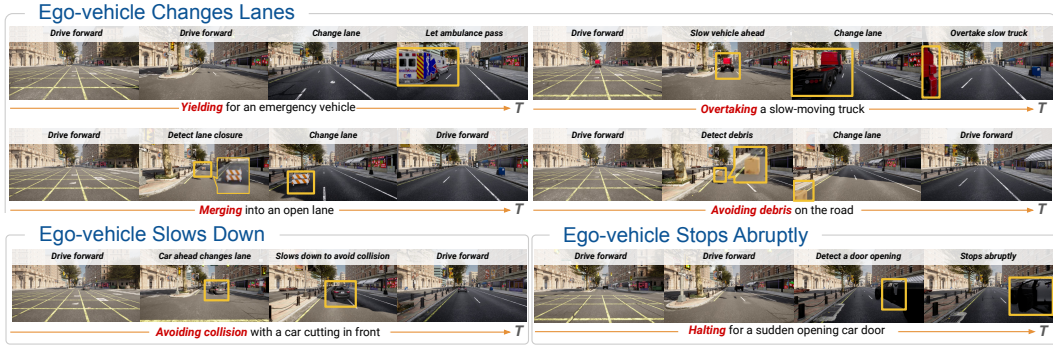 Ego-vehicle Changes Lanes
Drive forward Drive forward Change lane Let ambulance pass
Yielding for an emergency vehicle T
Drive forward Slow vehicle ahead Change lane Overtake slow truck
Overtaking a slow-moving truck T
Drive forward Detect lane closure Change lane Drive forward
Merging into an open lane T
Drive forward Detect debris Change lane Drive forward
Avoiding debris on the road T
Ego-vehicle Slows Down
Drive forward Car ahead changes lane Slows down to avoid collision Drive forward
Avoiding collision with a car cutting in front T
Ego-vehicle Stops Abruptly
Drive forward Drive forward Detect a door opening Stops abruptly
Halting for a sudden opening car door T